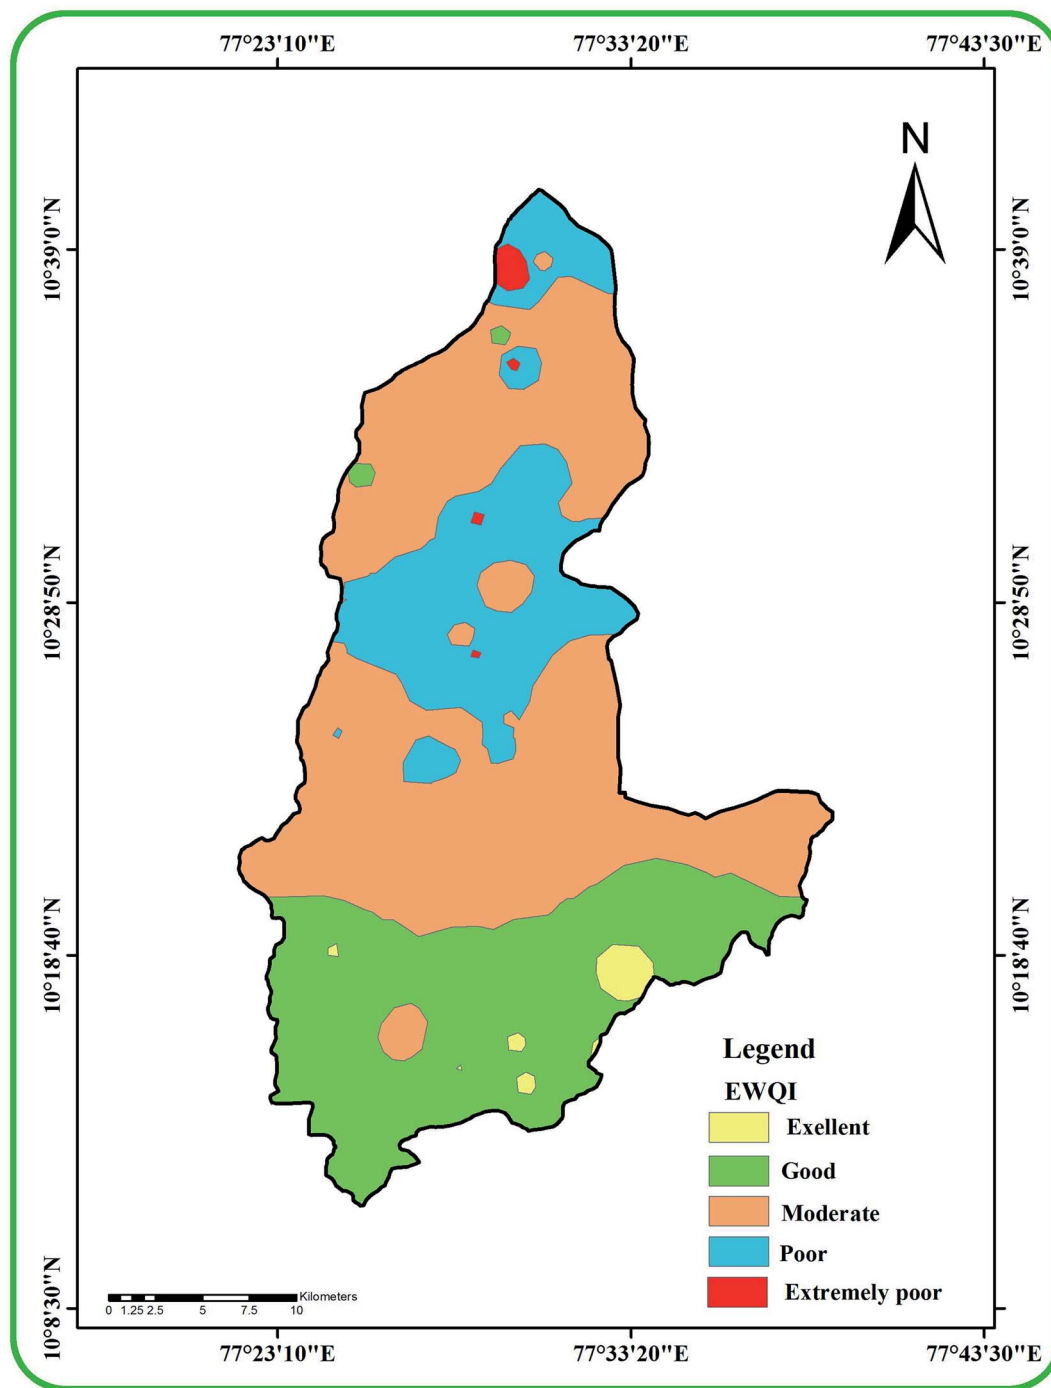 77°23'10"E 77°33'20"E 77°43'30"E
N
10°39'0"N 10°39'0"N
10°28'50"N 10°28'50"N
10°18'40"N 10°18'40"N
Legend
EWQI
Exellent
Good
Moderate
Poor
Extremely poor
10°8'30"N
Kilometers
0 1.25 2.5 5 7.5 10
77°23'10"E 77°33'20"E 77°43'30"E